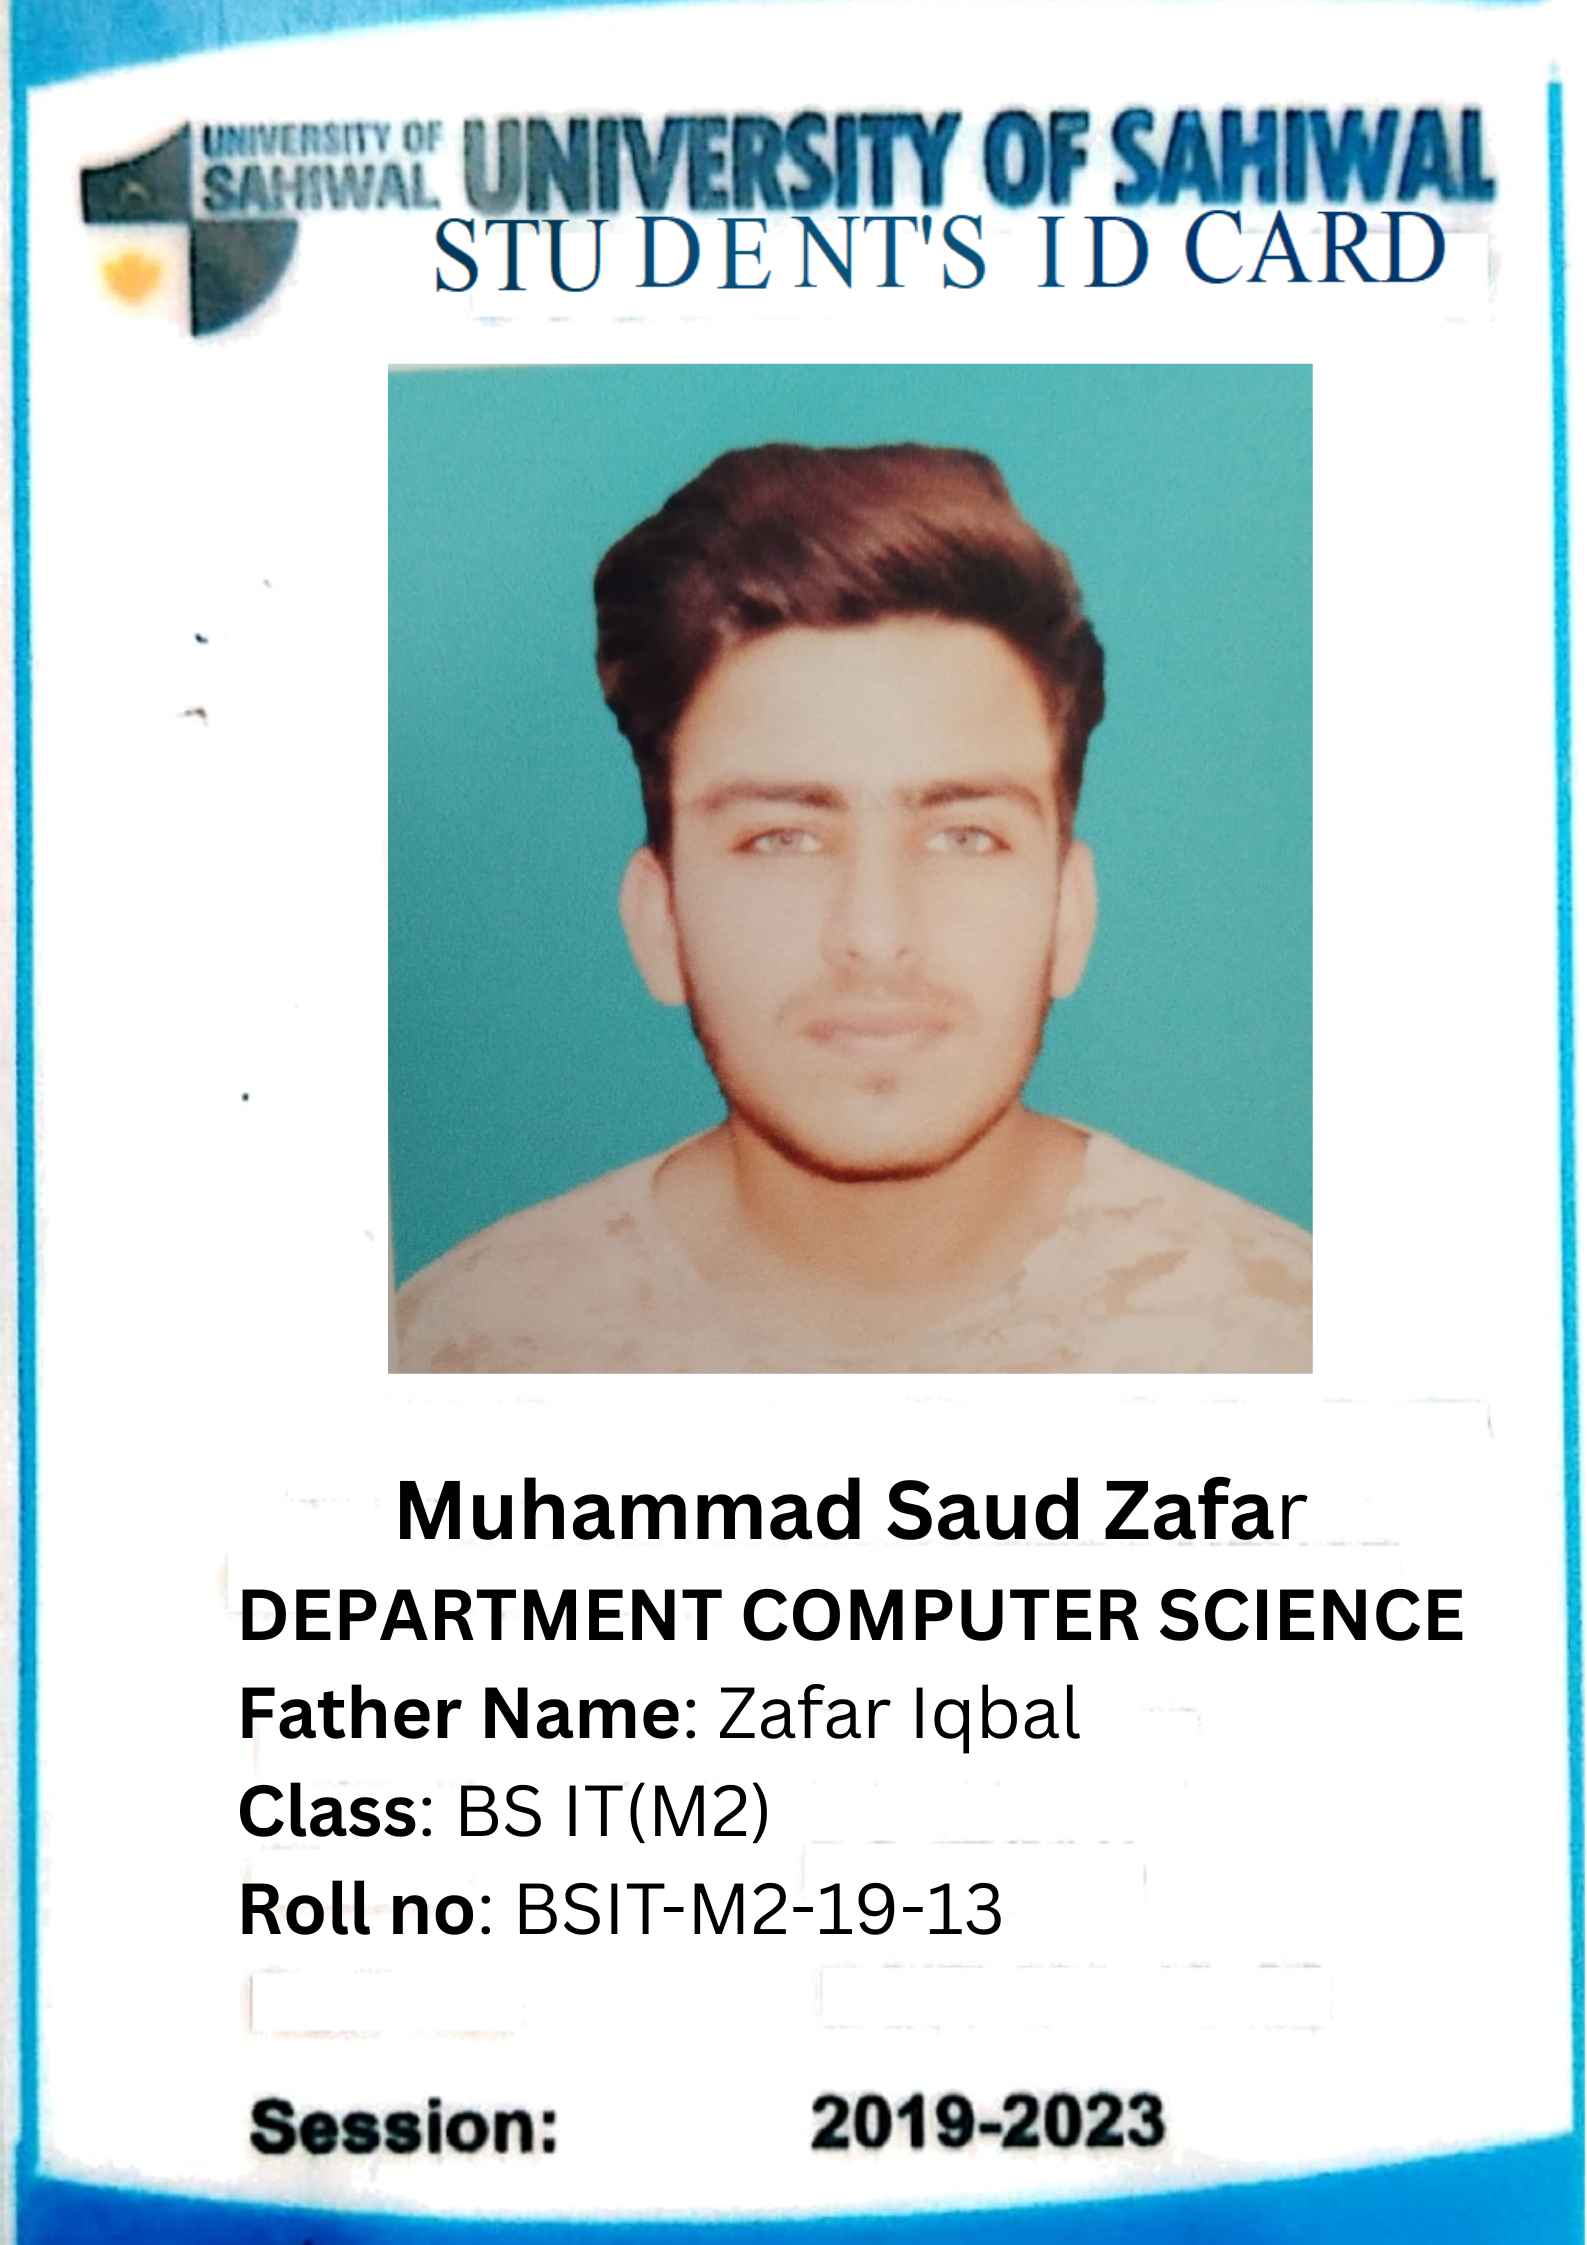 UNIVERSITY OF
SAHIWAL
UNIVERSITY OF SAHIWAL
STUDENT'S ID CARD
Muhammad Saud Zafar
DEPARTMENT COMPUTER SCIENCE
Father Name: Zafar Iqbal
Class: BS IT(M2)
Roll no: BSIT-M2-19-13
Session: 2019-2023